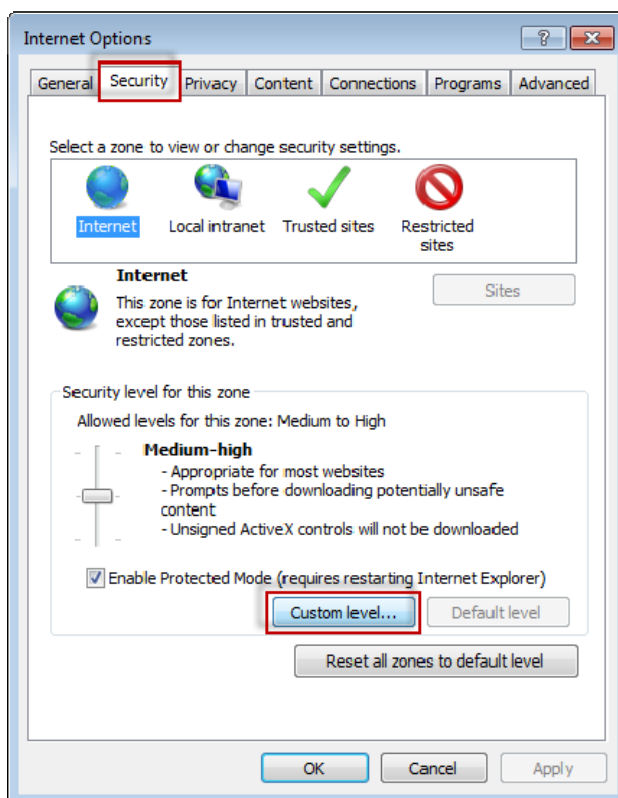 Internet Options
General Security Privacy Content Connections Programs Advanced
Select a zone to view or change security settings.
Internet Local intranet Trusted sites Restricted
sites
Internet
Sites
This zone is for Internet websites,
except those listed in trusted and
restricted zones.
Security level for this zone
Allowed levels for this zone: Medium to High
Medium-high
- Appropriate for most websites
- Prompts before downloading potentially unsafe
content
- Unsigned ActiveX controls will not be downloaded
Enable Protected Mode (requires restarting Internet Explorer)
Custom level... Default level
Reset all zones to default level
OK Cancel Apply